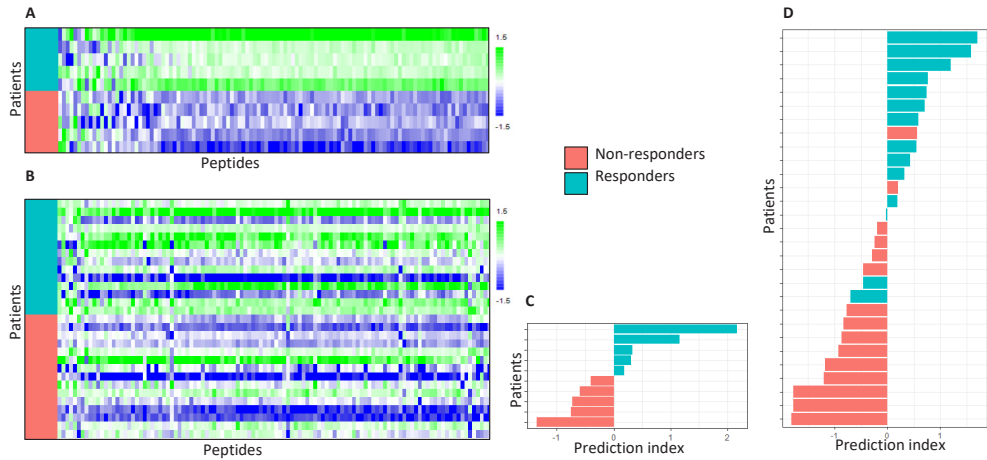 A
1.5
Patients
-1.5
Peptides
B
1.5
Patients
-1.5
Peptides
Non-responders
Responders
C
Patients
-1
0
1
2
Prediction index
D
Patients
-1
0
1
Prediction index